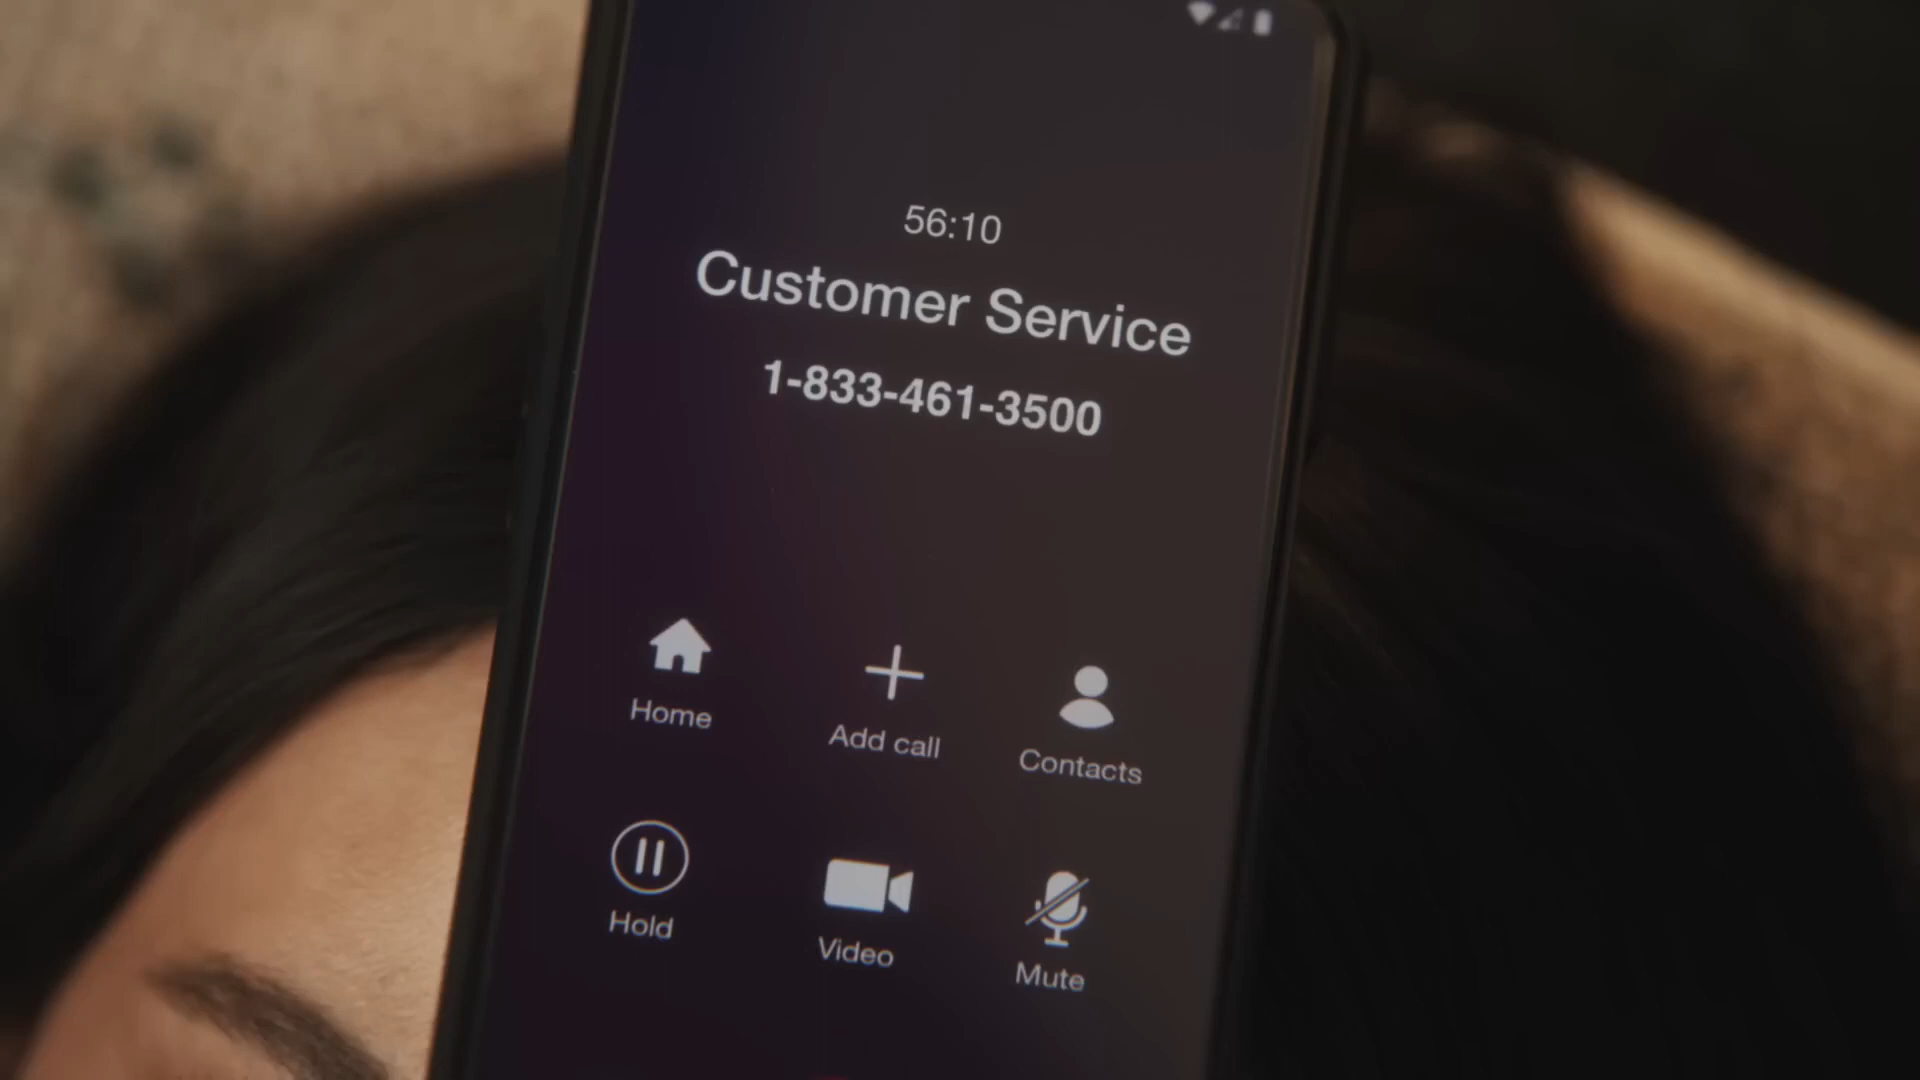 56:10
Customer Service
1-833-461-3500
Home
Add call
Contacts
Hold
Video
Mute